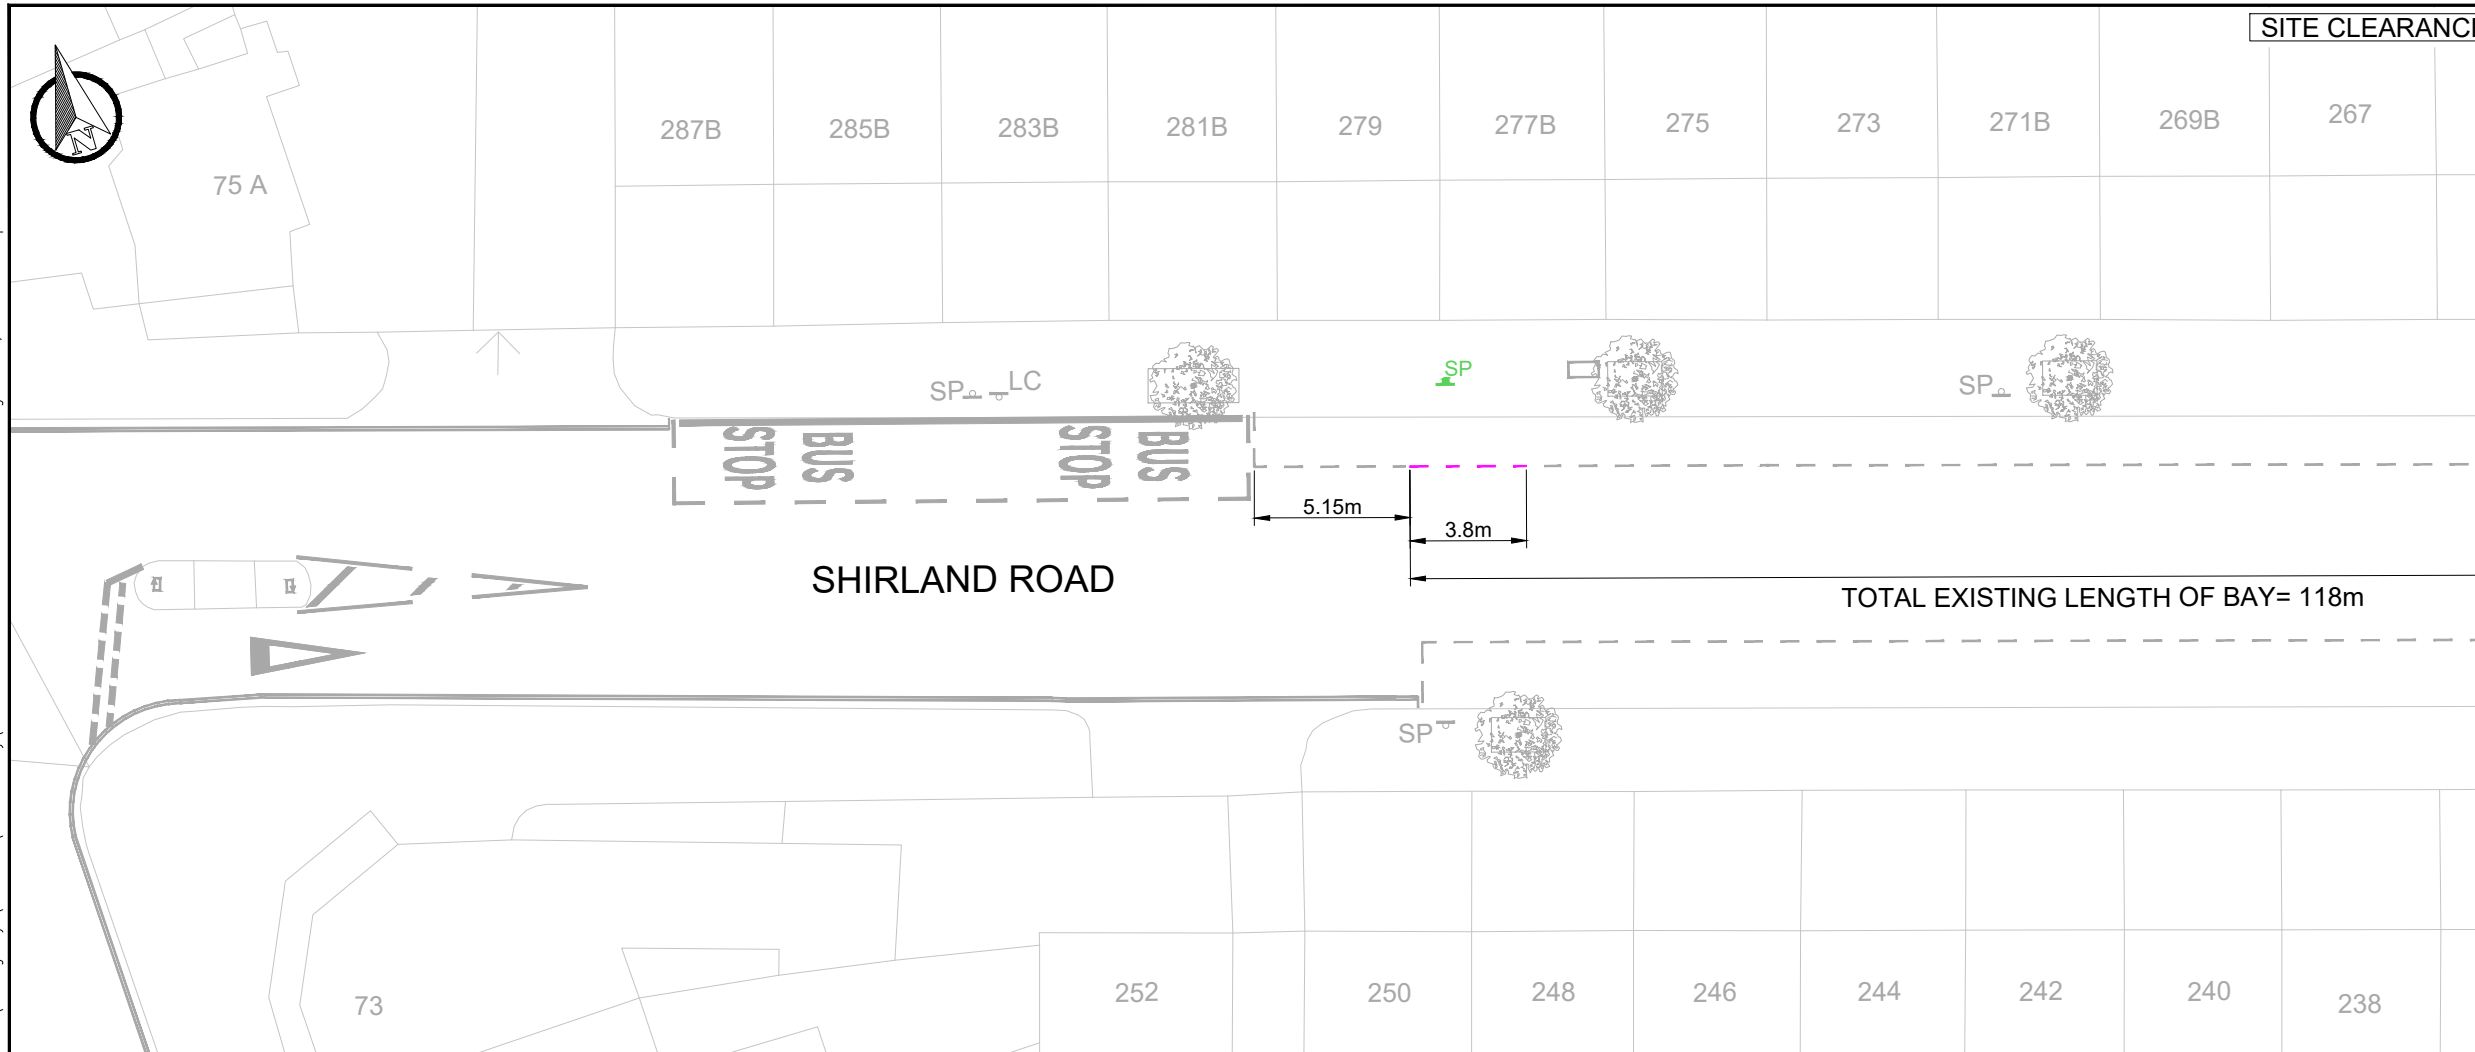 SITE CLEARANCE
N
75 A
287B
285B
283B
281B
279
277B
275
273
271B
269B
267
SP
LC
SP
SP
STOP
BUS
STOP
BUS
5.15m
3.8m
SHIRLAND ROAD
TOTAL EXISTING LENGTH OF BAY= 118m
SP
73
252
250
248
246
244
242
240
238